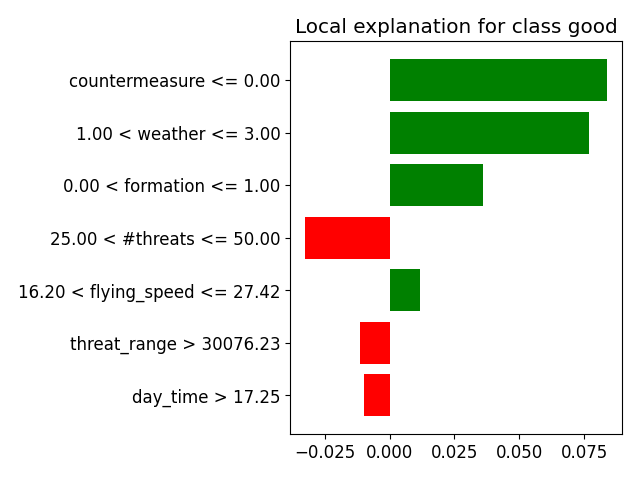 Local explanation for class good
countermeasure <= 0.00
1.00 < weather <= 3.00
0.00 < formation <= 1.00
25.00 < #threats <= 50.00
16.20 < flying_speed <= 27.42
threat_range > 30076.23
day_time > 17.25
−0.025 0.000 0.025 0.050 0.075